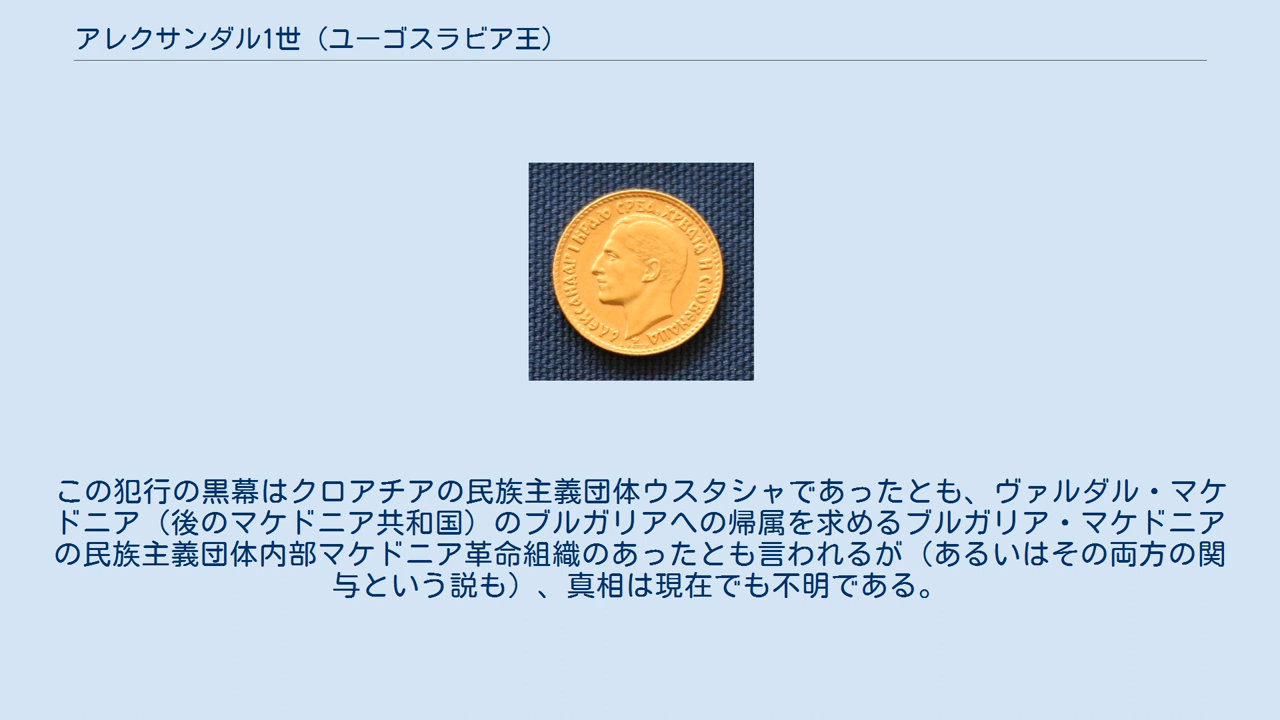 アレクサンダル1世（ユーゴスラビア王）
АЛЕКСАНДАР I КРАЉ СРБА, ХРВАТА И СЛОВЕНАЦА
この犯行の黒幕はクロアチアの民族主義団体ウスタシャであったとも、ヴァルダル・マケ
ドニア（後のマケドニア共和国）のブルガリアへの帰属を求めるブルガリア・マケドニア
の民族主義団体内部マケドニア革命組織のあったとも言われるが（あるいはその両方の関
与という説も）、真相は現在でも不明である。